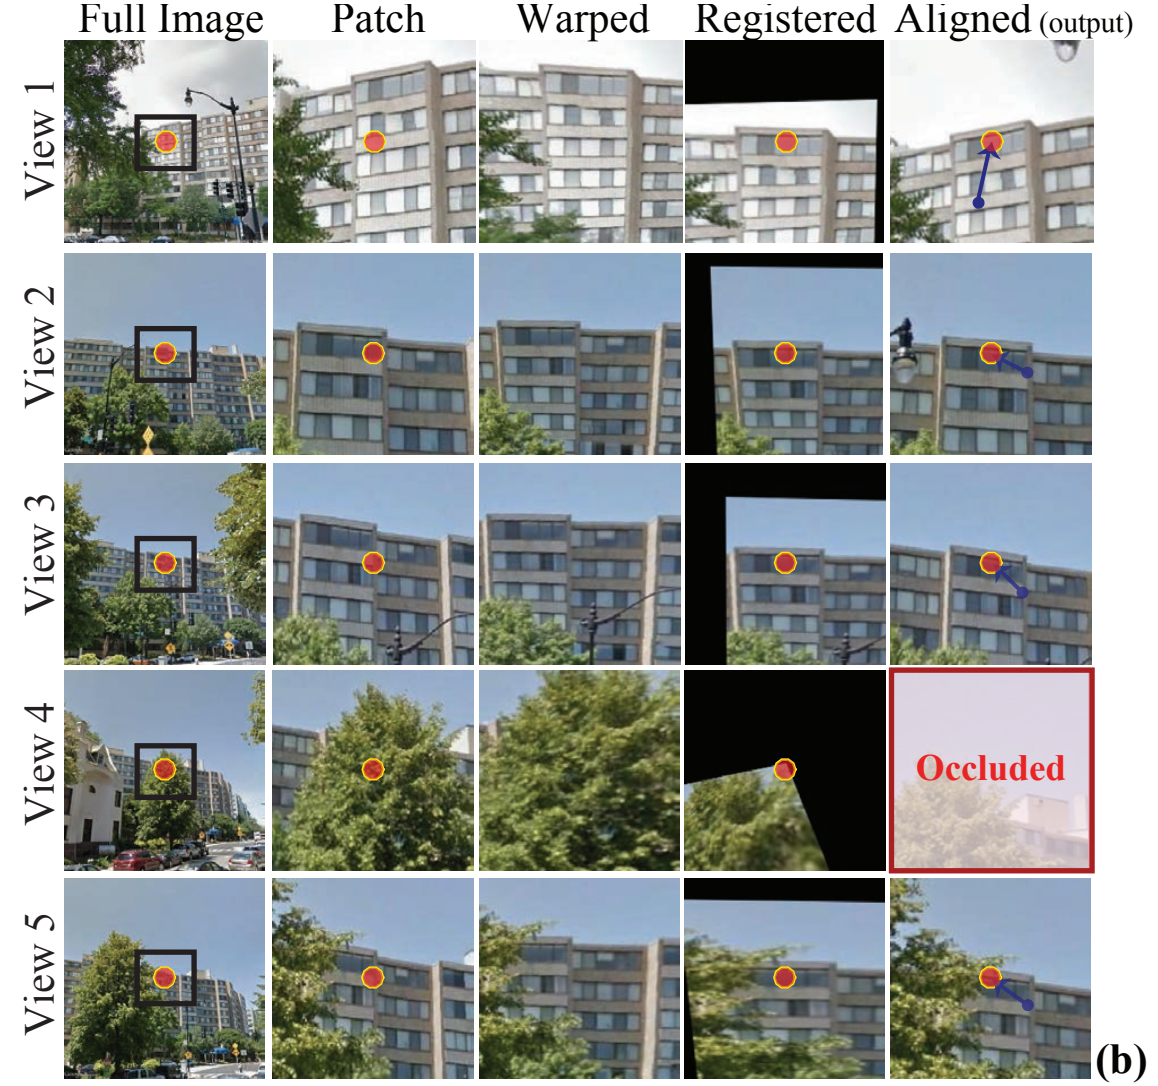 Full Image Patch Warped Registered Aligned (output)
View 1
View 2
View 3
View 4
Occluded
View 5
(b)